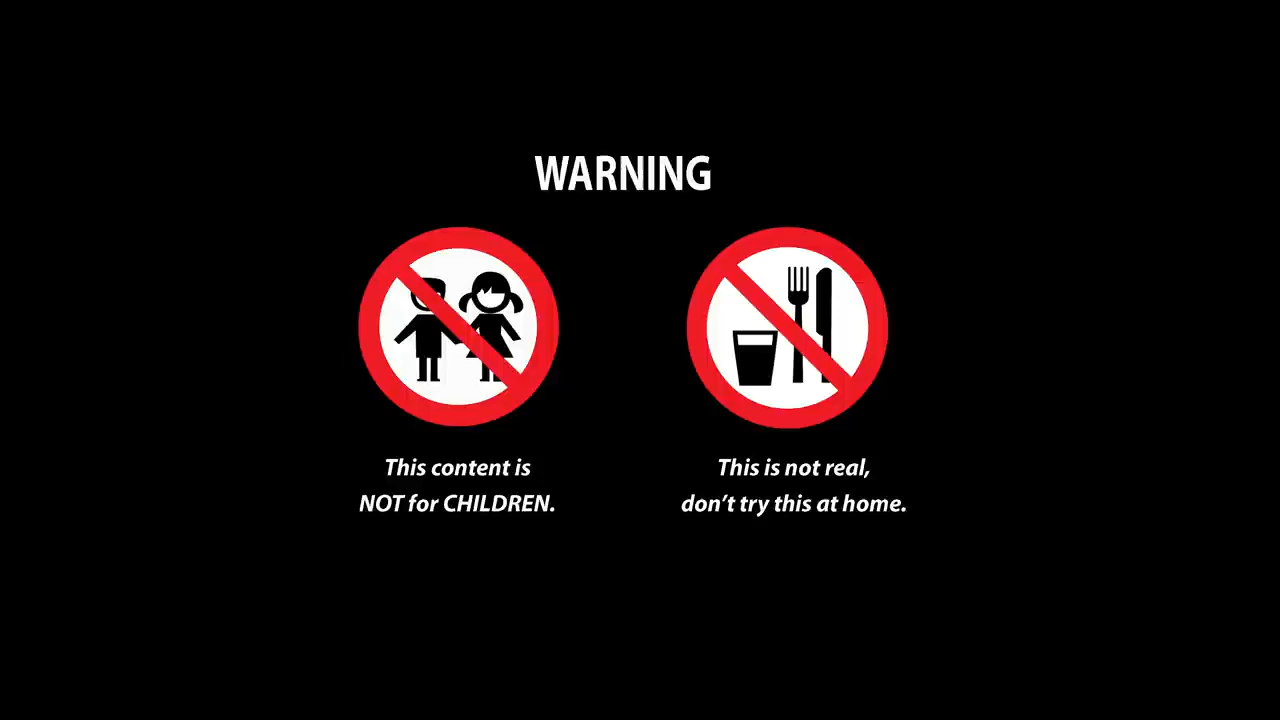 WARNING
This content is
NOT for CHILDREN.
This is not real,
don't try this at home.